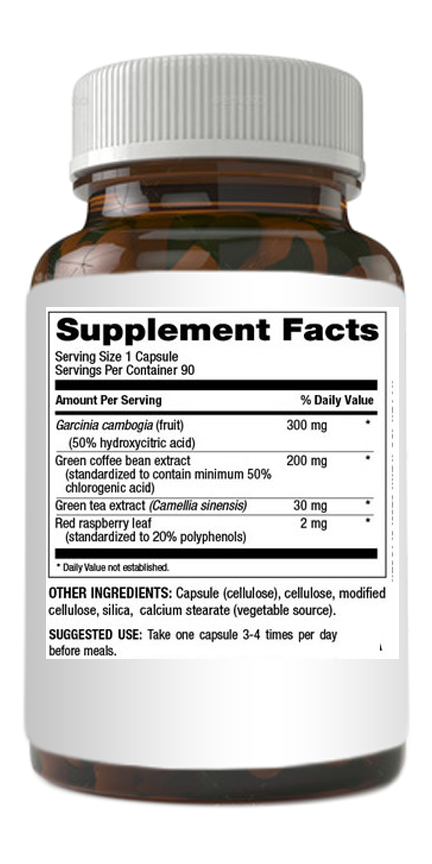 Supplement Facts
Serving Size 1 Capsule
Servings Per Container 90
Amount Per Serving % Daily Value
Garcinia cambogia (fruit) 300 mg *
(50% hydroxycitric acid)
Green coffee bean extract 200 mg *
(standardized to contain minimum 50%
chlorogenic acid)
Green tea extract (Camellia sinensis) 30 mg *
Red raspberry leaf 2 mg *
(standardized to 20% polyphenols)
* Daily Value not established.
OTHER INGREDIENTS: Capsule (cellulose), cellulose, modified
cellulose, silica, calcium stearate (vegetable source).
SUGGESTED USE: Take one capsule 3-4 times per day
before meals.